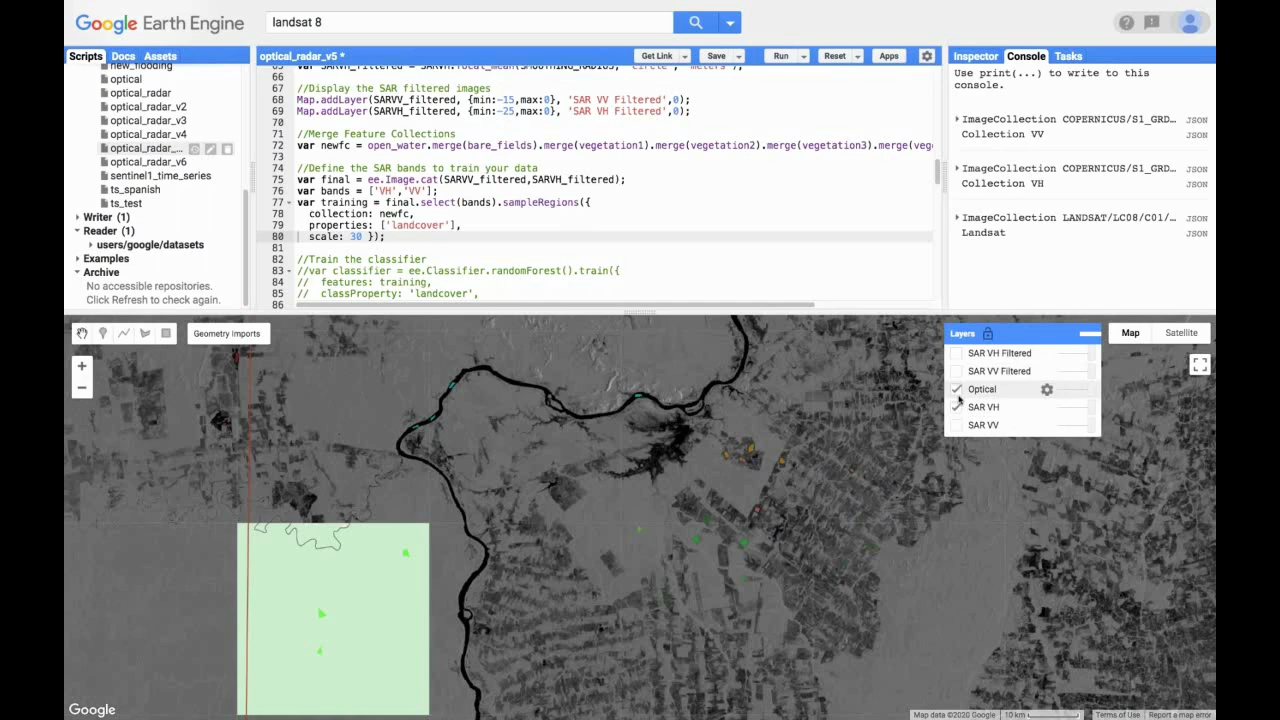 Google Earth Engine
landsat 8
Scripts Docs Assets
new_flooding
optical
optical_radar
optical_radar_v2
optical_radar_v3
optical_radar_v4
optical_radar_...
optical_radar_v6
sentinel1_time_series
ts_spanish
ts_test
Writer (1)
Reader (1)
users/google/datasets
Examples
Archive
No accessible repositories.
Click Refresh to check again.
optical_radar_v5 *
Get Link Save Run Reset Apps
66
67 //Display the SAR filtered images
68 Map.addLayer(SARVV_filtered, {min:-15,max:0}, 'SAR VV Filtered',0);
69 Map.addLayer(SARVH_filtered, {min:-25,max:0}, 'SAR VH Filtered',0);
70
71 //Merge Feature Collections
72 var newfc = open_water.merge(bare_fields).merge(vegetation1).merge(vegetation2).merge(vegetation3).merge(veg
73
74 //Define the SAR bands to train your data
75 var final = ee.Image.cat(SARVV_filtered,SARVH_filtered);
76 var bands = ['VH','VV'];
77 var training = final.select(bands).sampleRegions({
78 collection: newfc,
79 properties: ['landcover'],
80 scale: 30 });
81
82 //Train the classifier
83 //var classifier = ee.Classifier.randomForest().train({
84 // features: training,
85 // classProperty: 'landcover',
86
Inspector Console Tasks
Use print(...) to write to this
console.
ImageCollection COPERNICUS/S1_GRD... JSON
Collection VV JSON
ImageCollection COPERNICUS/S1_GRD... JSON
Collection VH JSON
ImageCollection LANDSAT/LC08/C01/... JSON
Landsat JSON
Geometry Imports
+
−
Layers
SAR VH Filtered
SAR VV Filtered
Optical
SAR VH
SAR VV
Map Satellite
Google
Map data ©2020 Google 10 km Terms of Use Report a map error